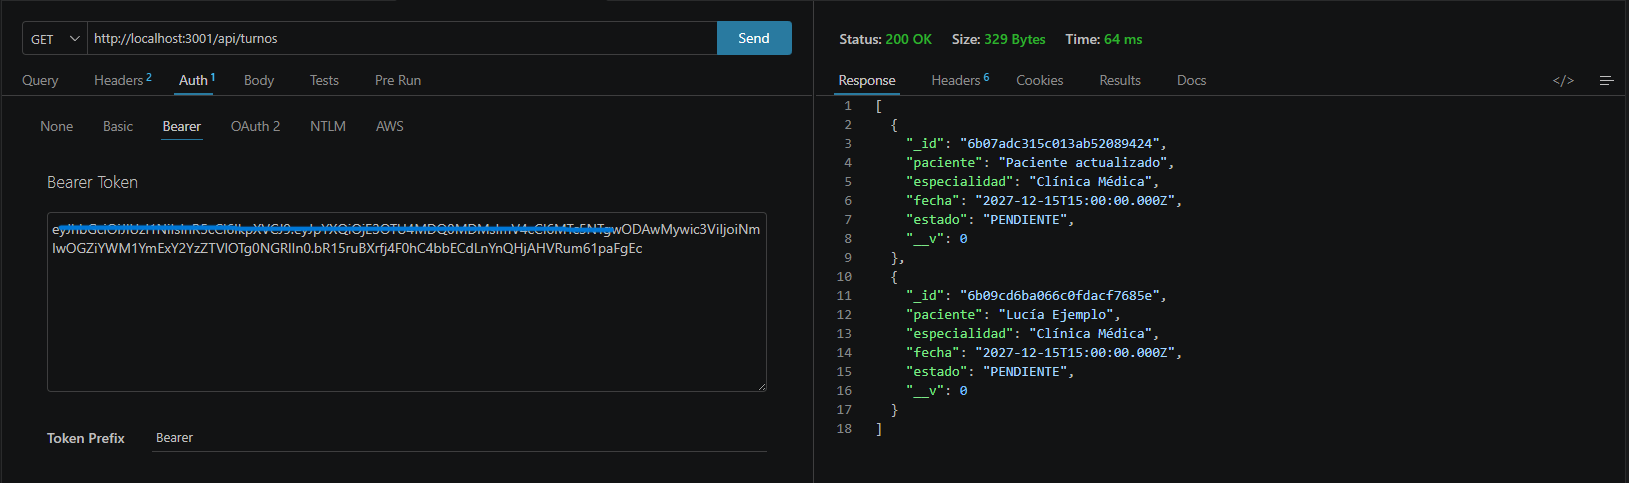 GET http://localhost:3001/api/turnos Send
Query Headers 2 Auth 1 Body Tests Pre Run
None Basic Bearer OAuth 2 NTLM AWS
Bearer Token
Token Prefix Bearer
Status: 200 OK Size: 329 Bytes Time: 64 ms
Response Headers 6 Cookies Results Docs </>
1 [
2 {
3 "_id": "6b07adc315c013ab52089424",
4 "paciente": "Paciente actualizado",
5 "especialidad": "Clínica Médica",
6 "fecha": "2027-12-15T15:00:00.000Z",
7 "estado": "PENDIENTE",
8 "__v": 0
9 },
10 {
11 "_id": "6b09cd6ba066c0fdacf7685e",
12 "paciente": "Lucía Ejemplo",
13 "especialidad": "Clínica Médica",
14 "fecha": "2027-12-15T15:00:00.000Z",
15 "estado": "PENDIENTE",
16 "__v": 0
17 }
18 ]